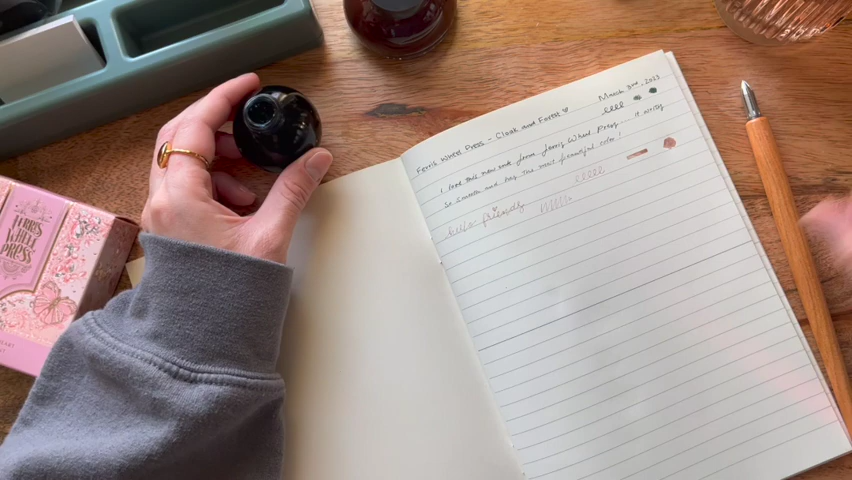 FERRIS
WHEEL
PRESS
Ferris Wheel Press - Cloak and Forest
March 2nd, 2023
I love this new ink from Ferris Wheel Press. It writes
so smooth and has the most beautiful color!
hello friends